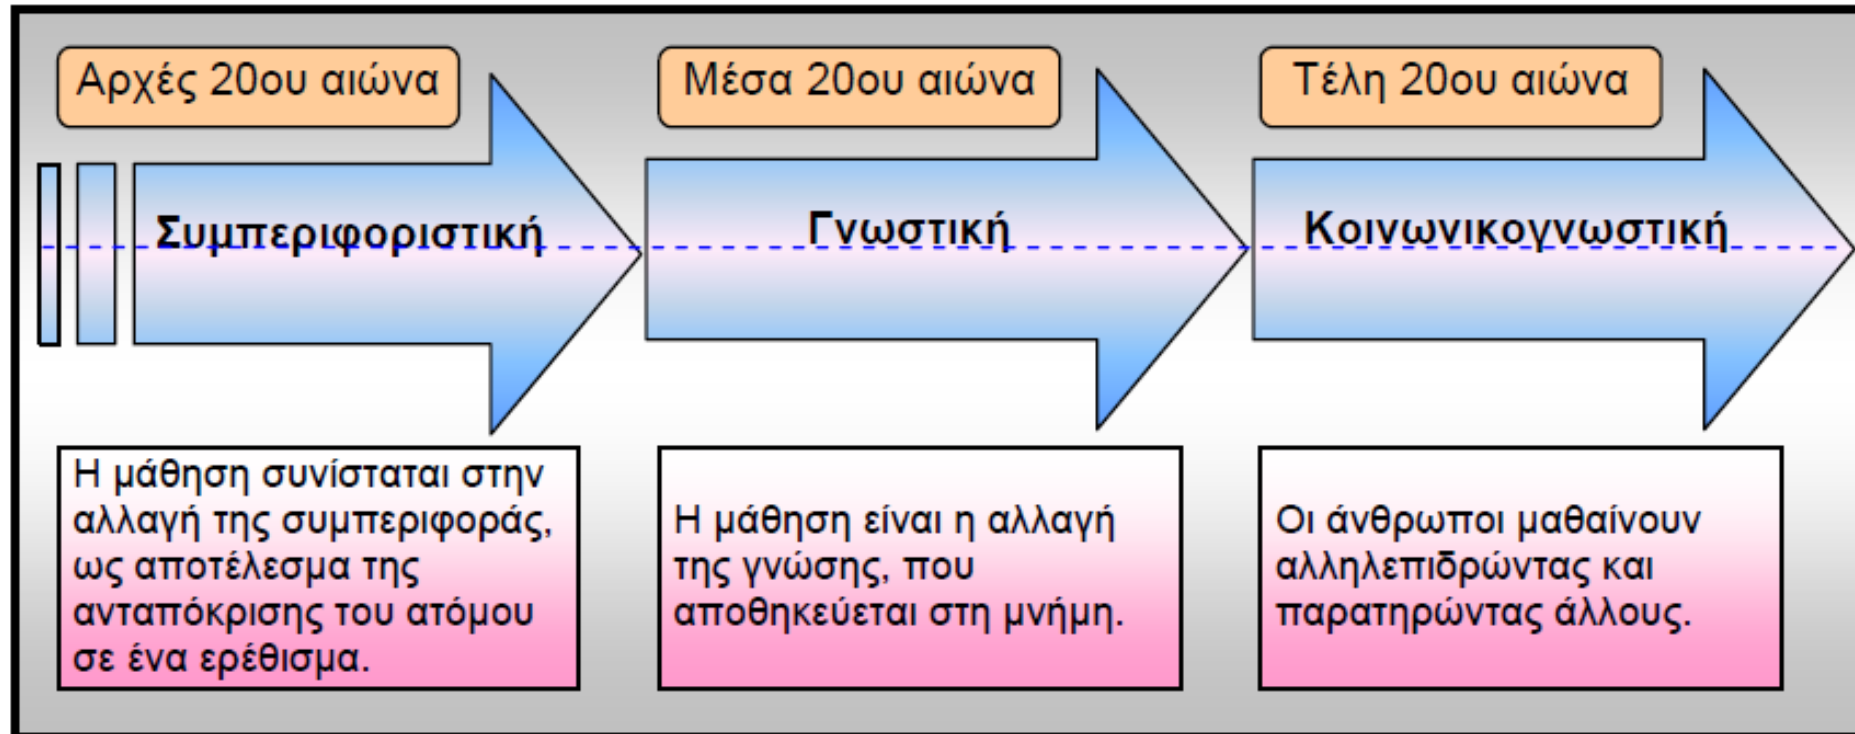 Αρχές 20ου αιώνα
Μέσα 20ου αιώνα
Τέλη 20ου αιώνα
Συμπεριφοριστική
Γνωστική
Κοινωνικογνωστική
Η μάθηση συνίσταται στην
αλλαγή της συμπεριφοράς,
ως αποτέλεσμα της
ανταπόκρισης του ατόμου
σε ένα ερέθισμα.
Η μάθηση είναι η αλλαγή
της γνώσης, που
αποθηκεύεται στη μνήμη.
Οι άνθρωποι μαθαίνουν
αλληλεπιδρώντας και
παρατηρώντας άλλους.